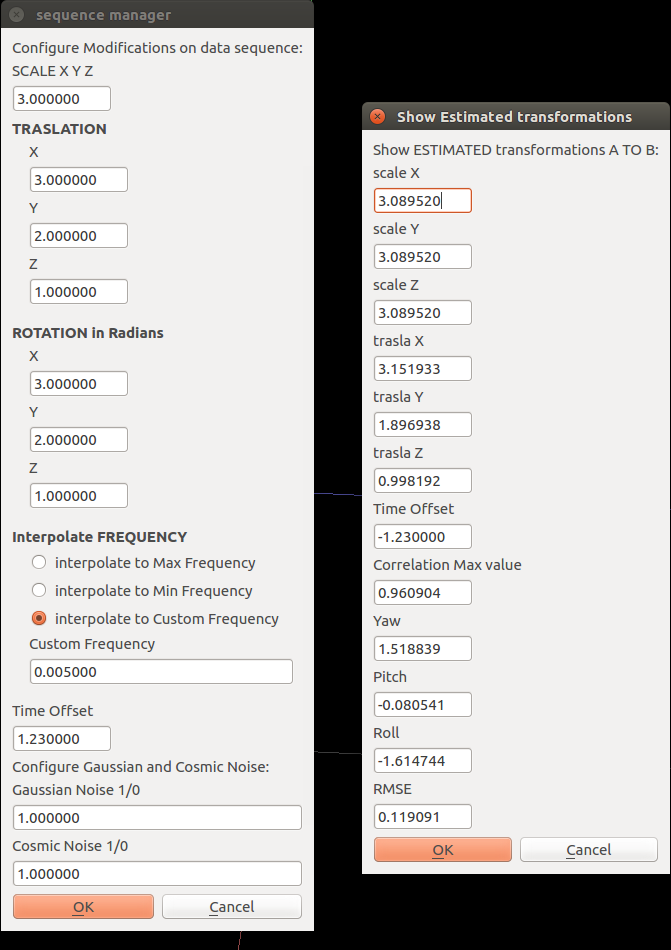 sequence manager
Configure Modifications on data sequence:
SCALE X Y Z
3.000000
TRASLATION
X
3.000000
Y
2.000000
Z
1.000000
ROTATION in Radians
X
3.000000
Y
2.000000
Z
1.000000
Interpolate FREQUENCY
interpolate to Max Frequency
interpolate to Min Frequency
interpolate to Custom Frequency
Custom Frequency
0.005000
Time Offset
1.230000
Configure Gaussian and Cosmic Noise:
Gaussian Noise 1/0
1.000000
Cosmic Noise 1/0
1.000000
OK Cancel
Show Estimated transformations
Show ESTIMATED transformations A TO B:
scale X
3.089520
scale Y
3.089520
scale Z
3.089520
trasla X
3.151933
trasla Y
1.896938
trasla Z
0.998192
Time Offset
-1.230000
Correlation Max value
0.960904
Yaw
1.518839
Pitch
-0.080541
Roll
-1.614744
RMSE
0.119091
OK Cancel